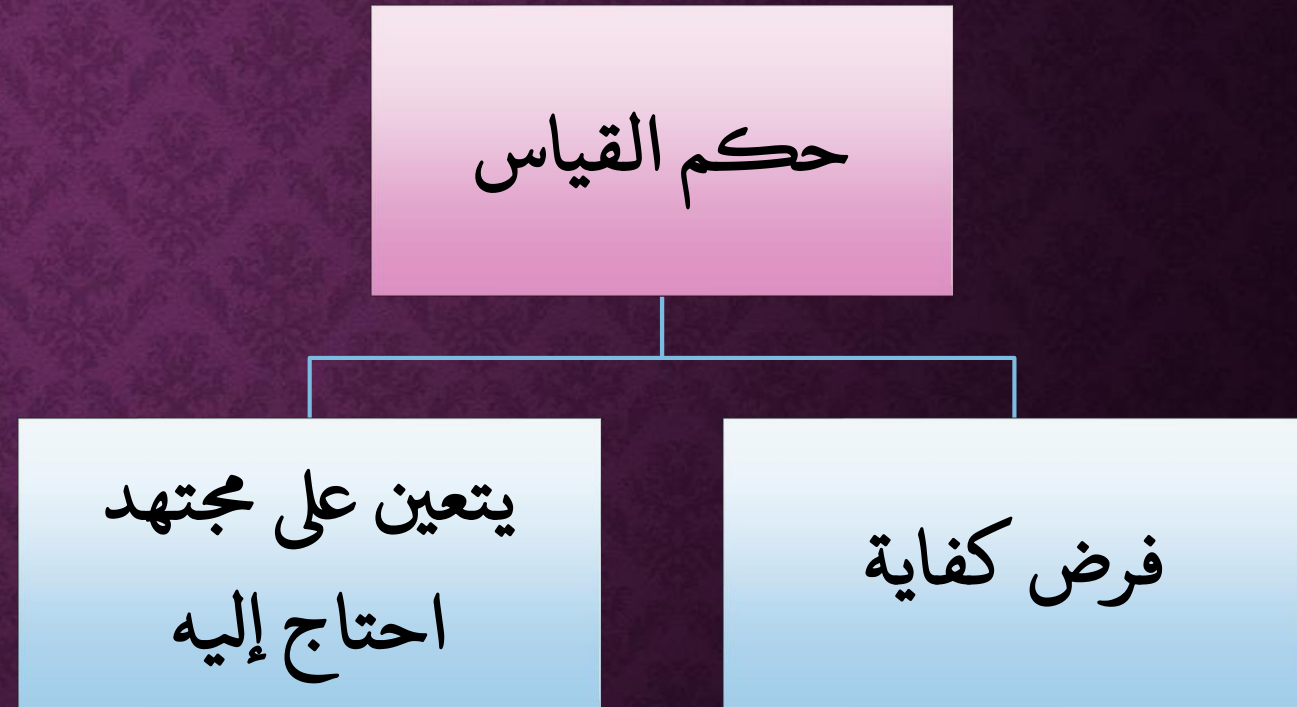 حكم القياس
فرض كفاية
يتعين على مجتهد
احتاج إليه